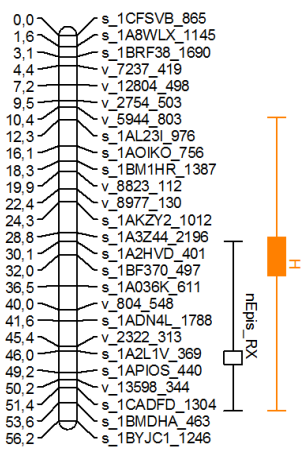 0,0 s_1CFSVB_865
1,6 s_1A8WLX_1145
3,1 s_1BRF38_1690
4,4 v_7237_419
7,2 v_12804_498
9,5 v_2754_503
10,4 v_5944_803
12,3 s_1AL23I_976
16,1 s_1AOIKO_756
18,3 s_1BM1HR_1387
19,9 v_8823_112
22,4 v_8977_130
24,3 s_1AKZY2_1012
28,8 s_1A3Z44_2196
30,1 s_1A2HVD_401
32,0 s_1BF370_497
36,5 s_1A036K_611
40,0 v_804_548
41,6 s_1ADN4L_1788
45,4 v_2322_313
46,0 s_1A2L1V_369
49,2 s_1APIOS_440
50,2 v_13598_344
51,4 s_1CADFD_1304
53,6 s_1BMDHA_463
56,2 s_1BYJC1_1246
nEpis_RX
H